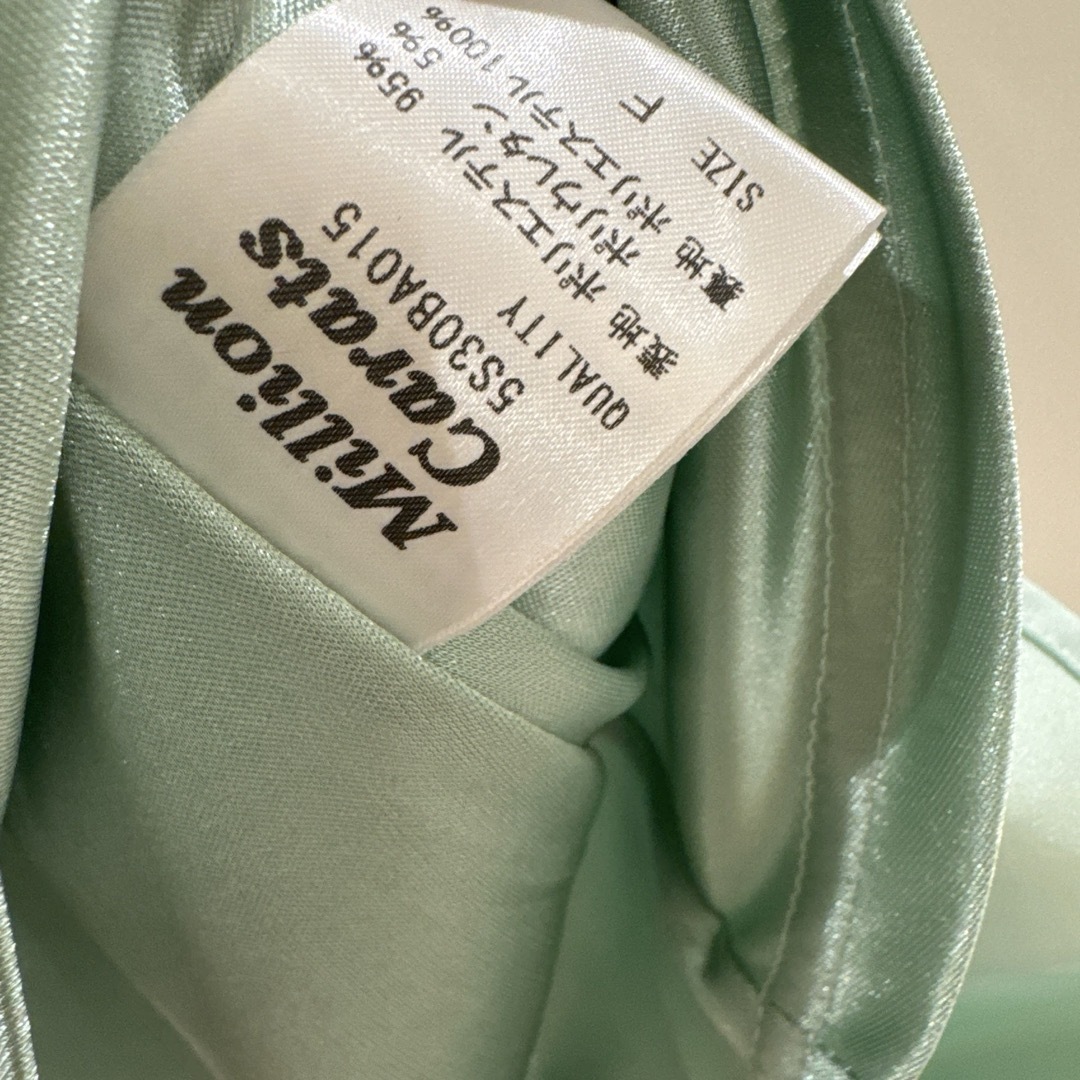 Million
Carats
5S30BA015
QUALITY
表地 ポリエステル 95%
ポリウレタン 5%
裏地 ポリエステル 100%
SIZE
F